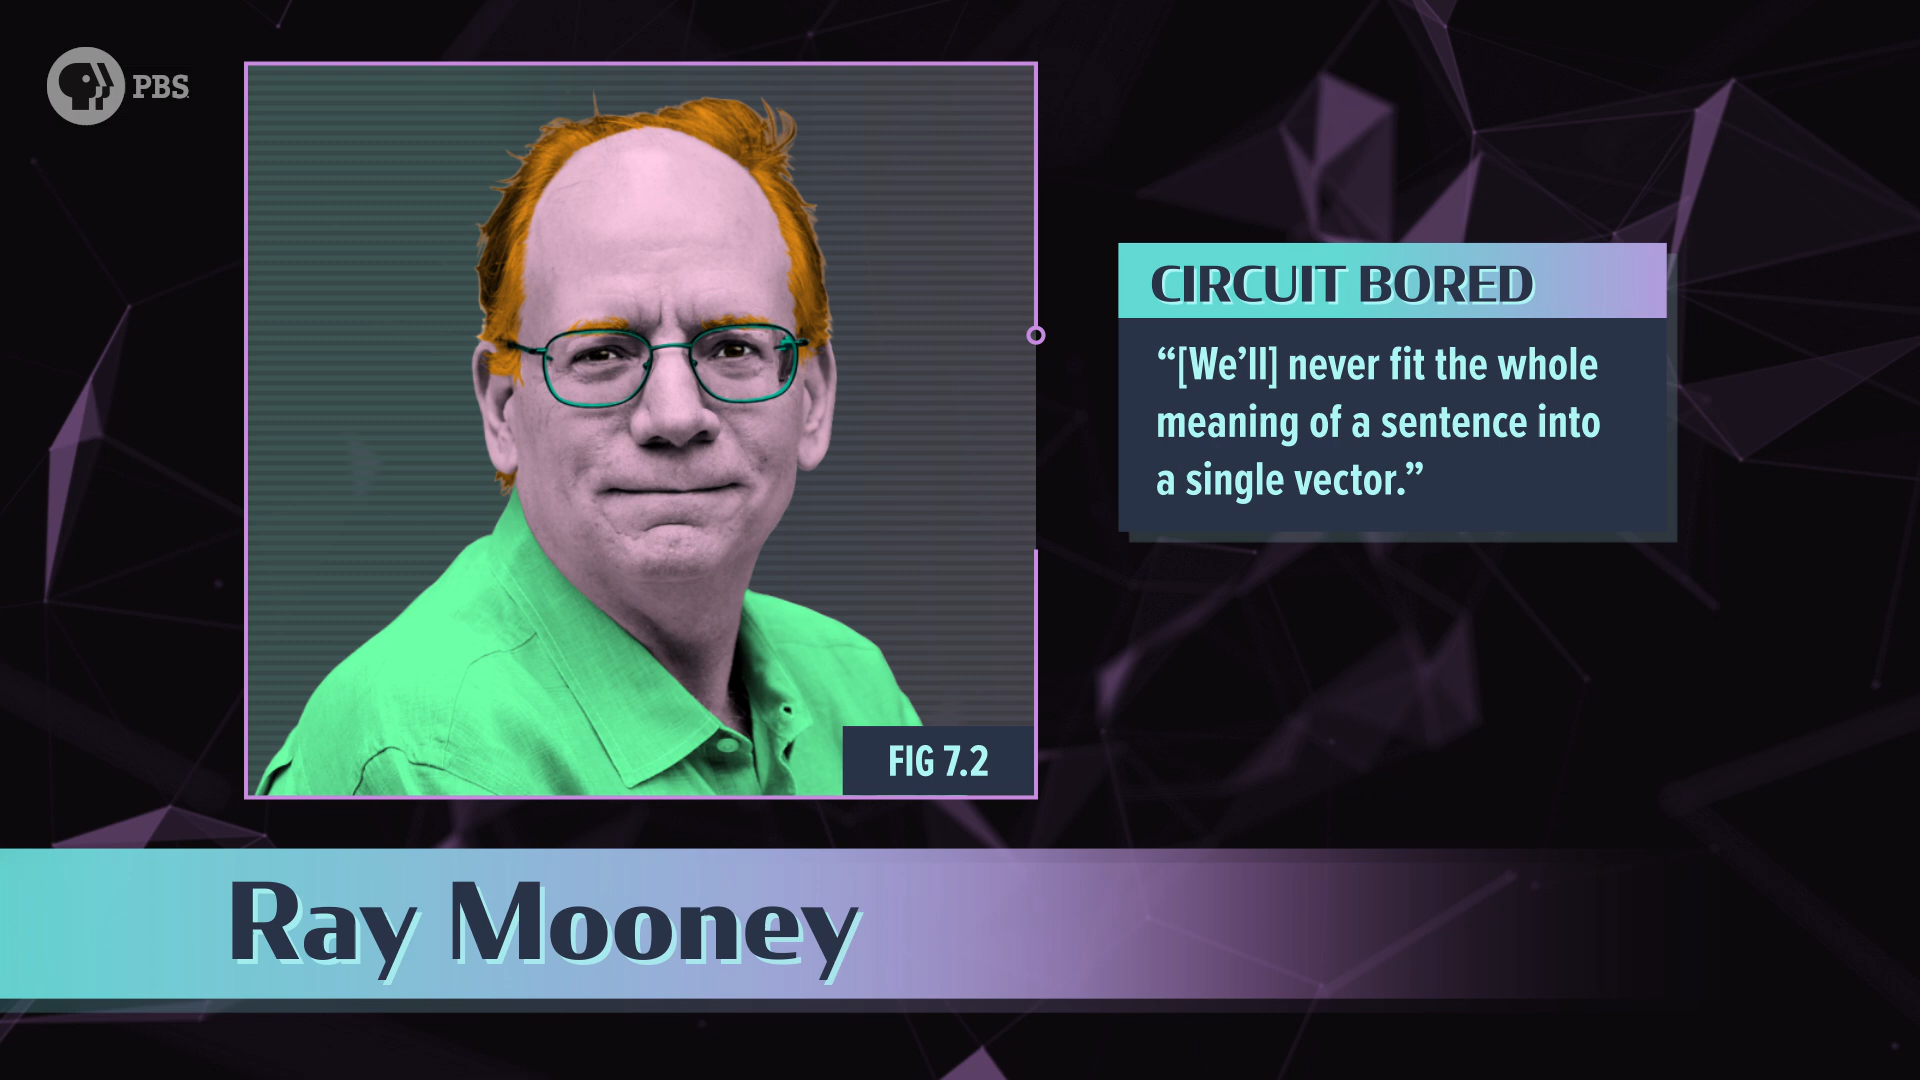 PBS
CIRCUIT BORED
“[We’ll] never fit the whole
meaning of a sentence into
a single vector.”
FIG 7.2
Ray Mooney